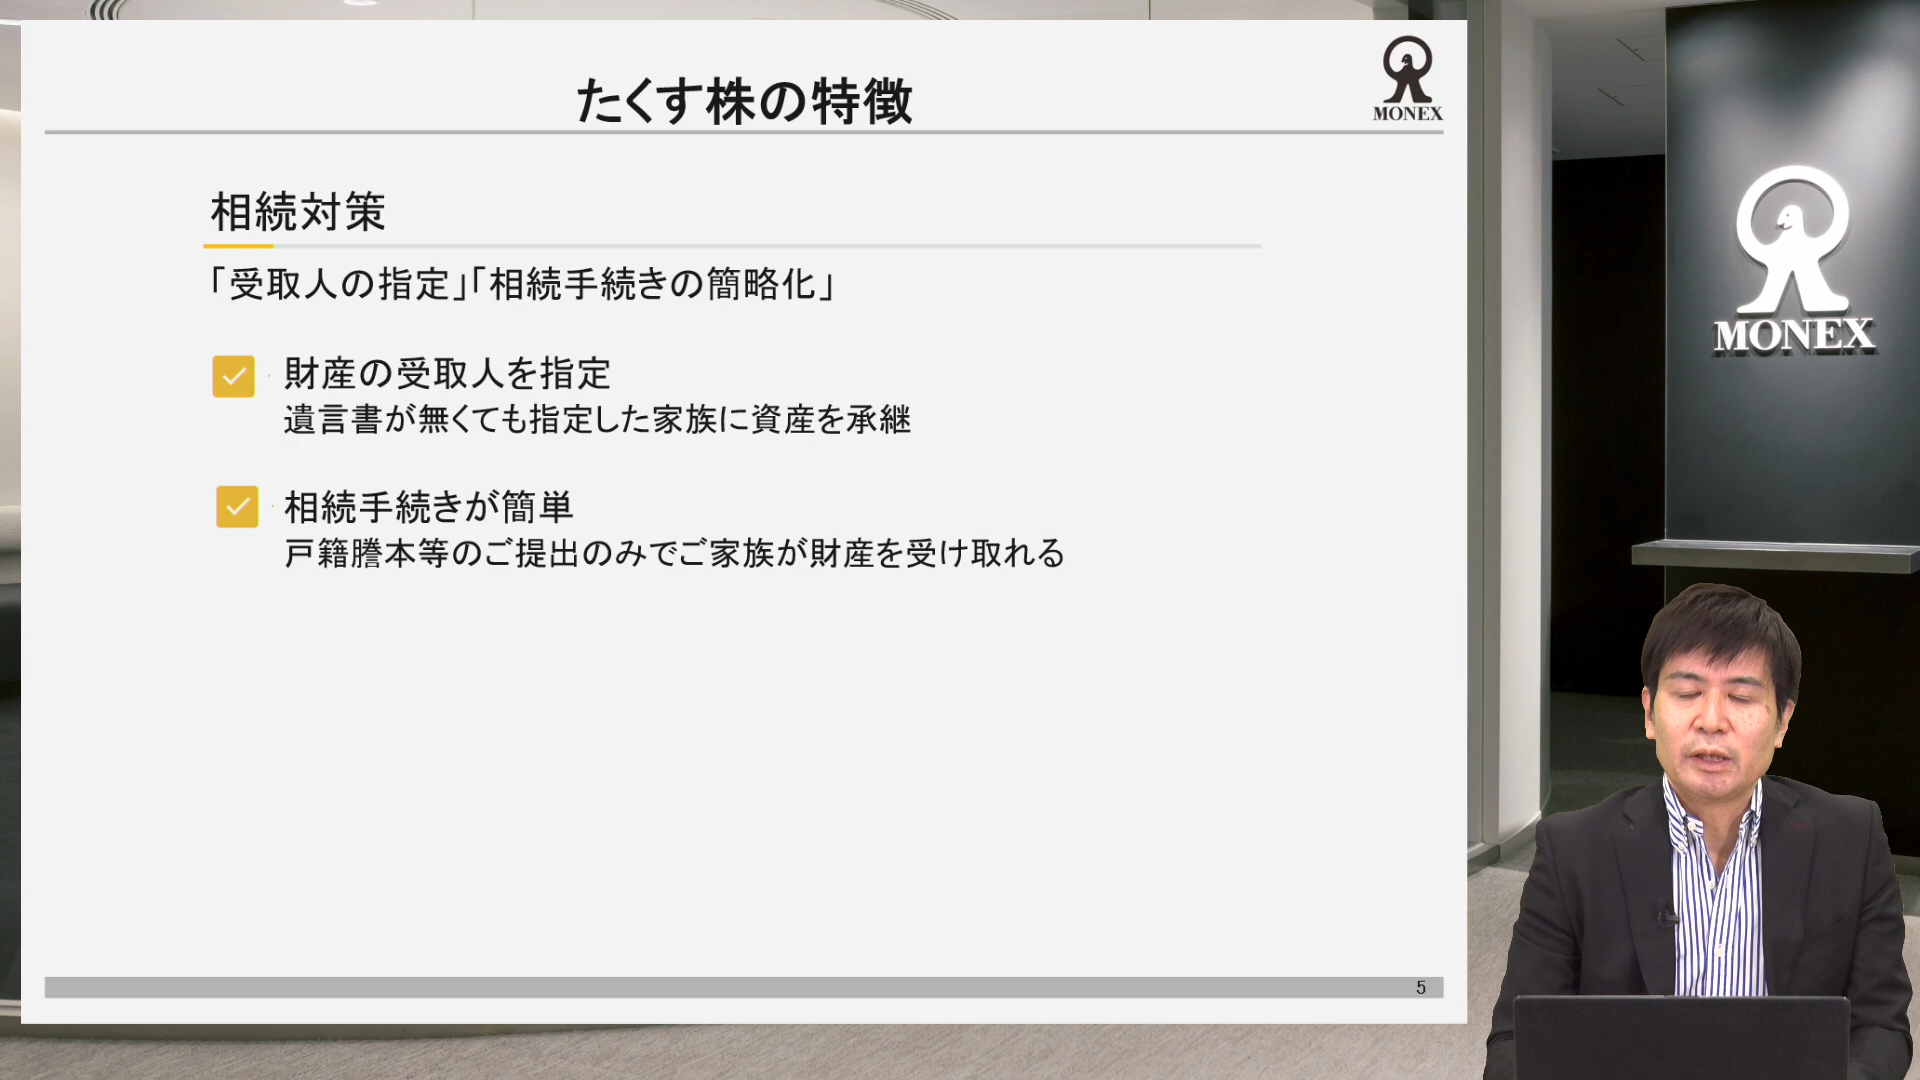 たくす株の特徴
MONEX
相続対策
「受取人の指定」「相続手続きの簡略化」
財産の受取人を指定
遺言書が無くても指定した家族に資産を承継
相続手続きが簡単
戸籍謄本等のご提出のみでご家族が財産を受け取れる
5
MONEX